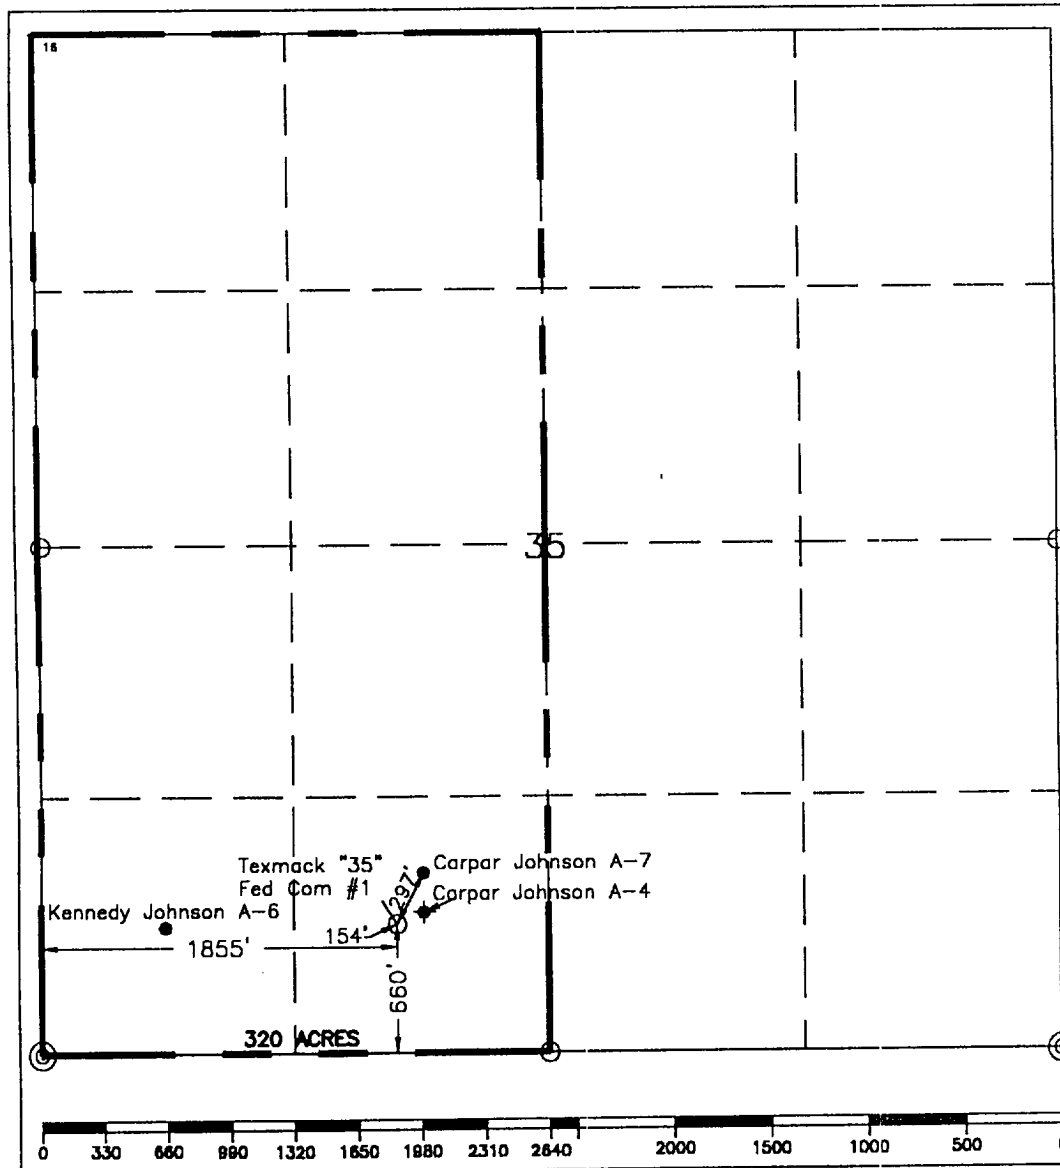 16
35
Texmack "35"
Fed Com #1
297'
Carpar Johnson A-7
Carpar Johnson A-4
Kennedy Johnson A-6
154'
1855'
660'
320 ACRES
0 330 660 990 1320 1650 1980 2310 2640 2000 1500 1000 500